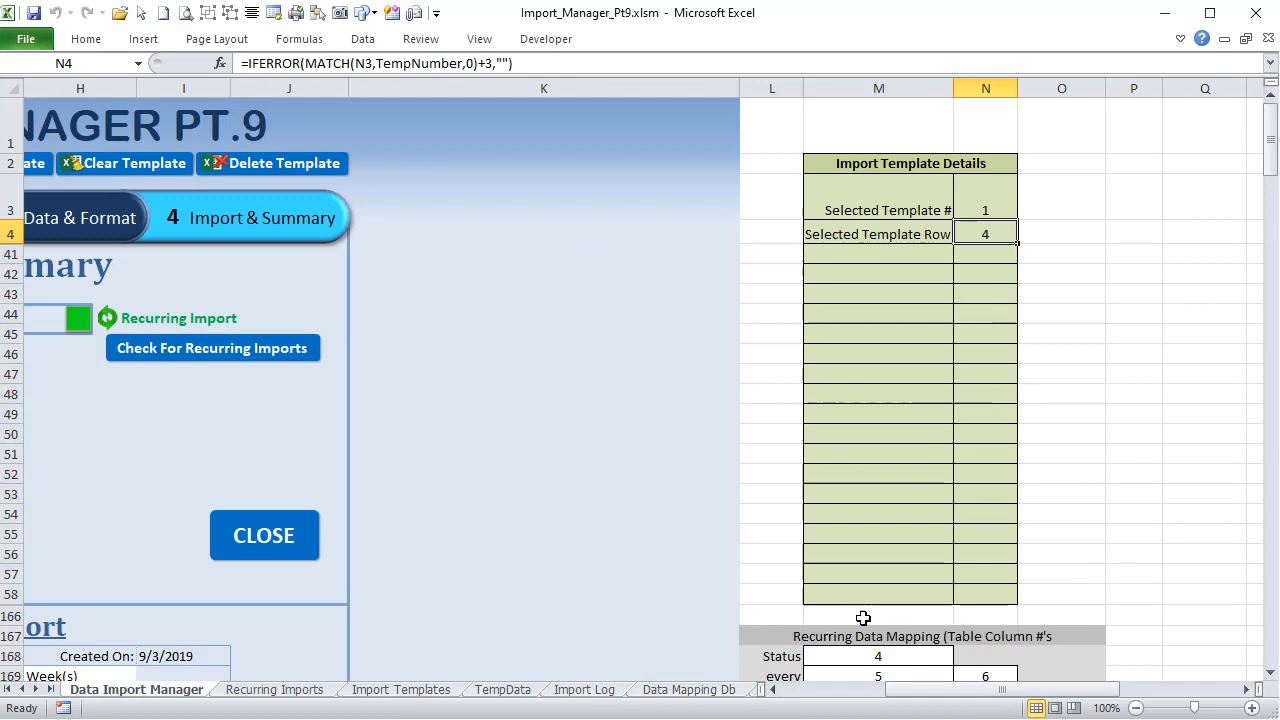 Import_Manager_Pt9.xlsm - Microsoft Excel
File Home Insert Page Layout Formulas Data Review View Developer
N4 fx =IFERROR(MATCH(N3,TempNumber,0)+3,"")
H I J K L M N O P Q
1 NAGER PT.9
2 ate Clear Template Delete Template Import Template Details
3 Data & Format 4 Import & Summary Selected Template # 1
4 Selected Template Row 4
41
42 mmary
43
44 Recurring Import
45
46 Check For Recurring Imports
47
48
49
50
51
52
53
54
55 CLOSE
56
57
58
166
167 ort Recurring Data Mapping (Table Column #'s
168 Created On: 9/3/2019 Status 4
169 Week(s) every 5 6
Data Import Manager Recurring Imports Import Templates TempData Import Log Data Mapping Db
Ready 100%